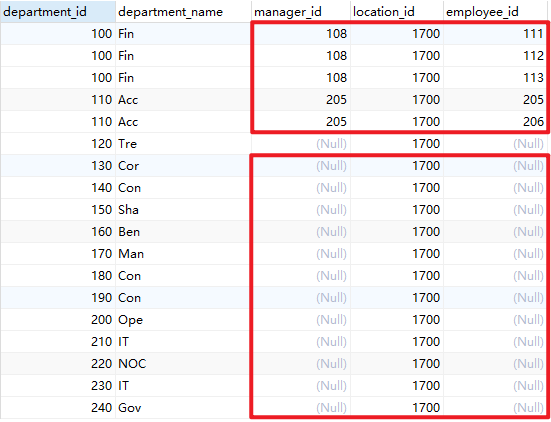 department_id department_name manager_id location_id employee_id
100 Fin 108 1700 111
100 Fin 108 1700 112
100 Fin 108 1700 113
110 Acc 205 1700 205
110 Acc 205 1700 206
120 Tre (Null) 1700 (Null)
130 Cor (Null) 1700 (Null)
140 Con (Null) 1700 (Null)
150 Sha (Null) 1700 (Null)
160 Ben (Null) 1700 (Null)
170 Man (Null) 1700 (Null)
180 Con (Null) 1700 (Null)
190 Con (Null) 1700 (Null)
200 Ope (Null) 1700 (Null)
210 IT (Null) 1700 (Null)
220 NOC (Null) 1700 (Null)
230 IT (Null) 1700 (Null)
240 Gov (Null) 1700 (Null)